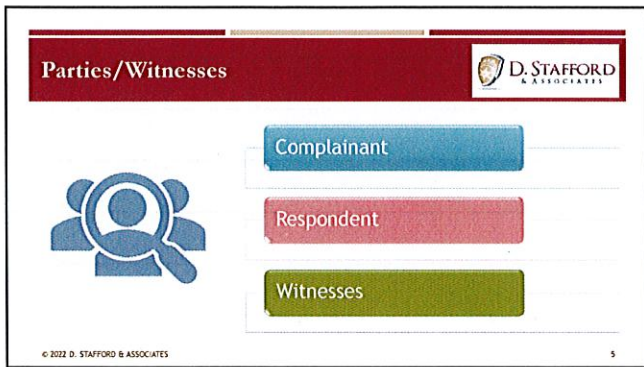 Parties/Witnesses
D. STAFFORD
& ASSOCIATES
Complainant
Respondent
Witnesses
© 2022 D. STAFFORD & ASSOCIATES
5